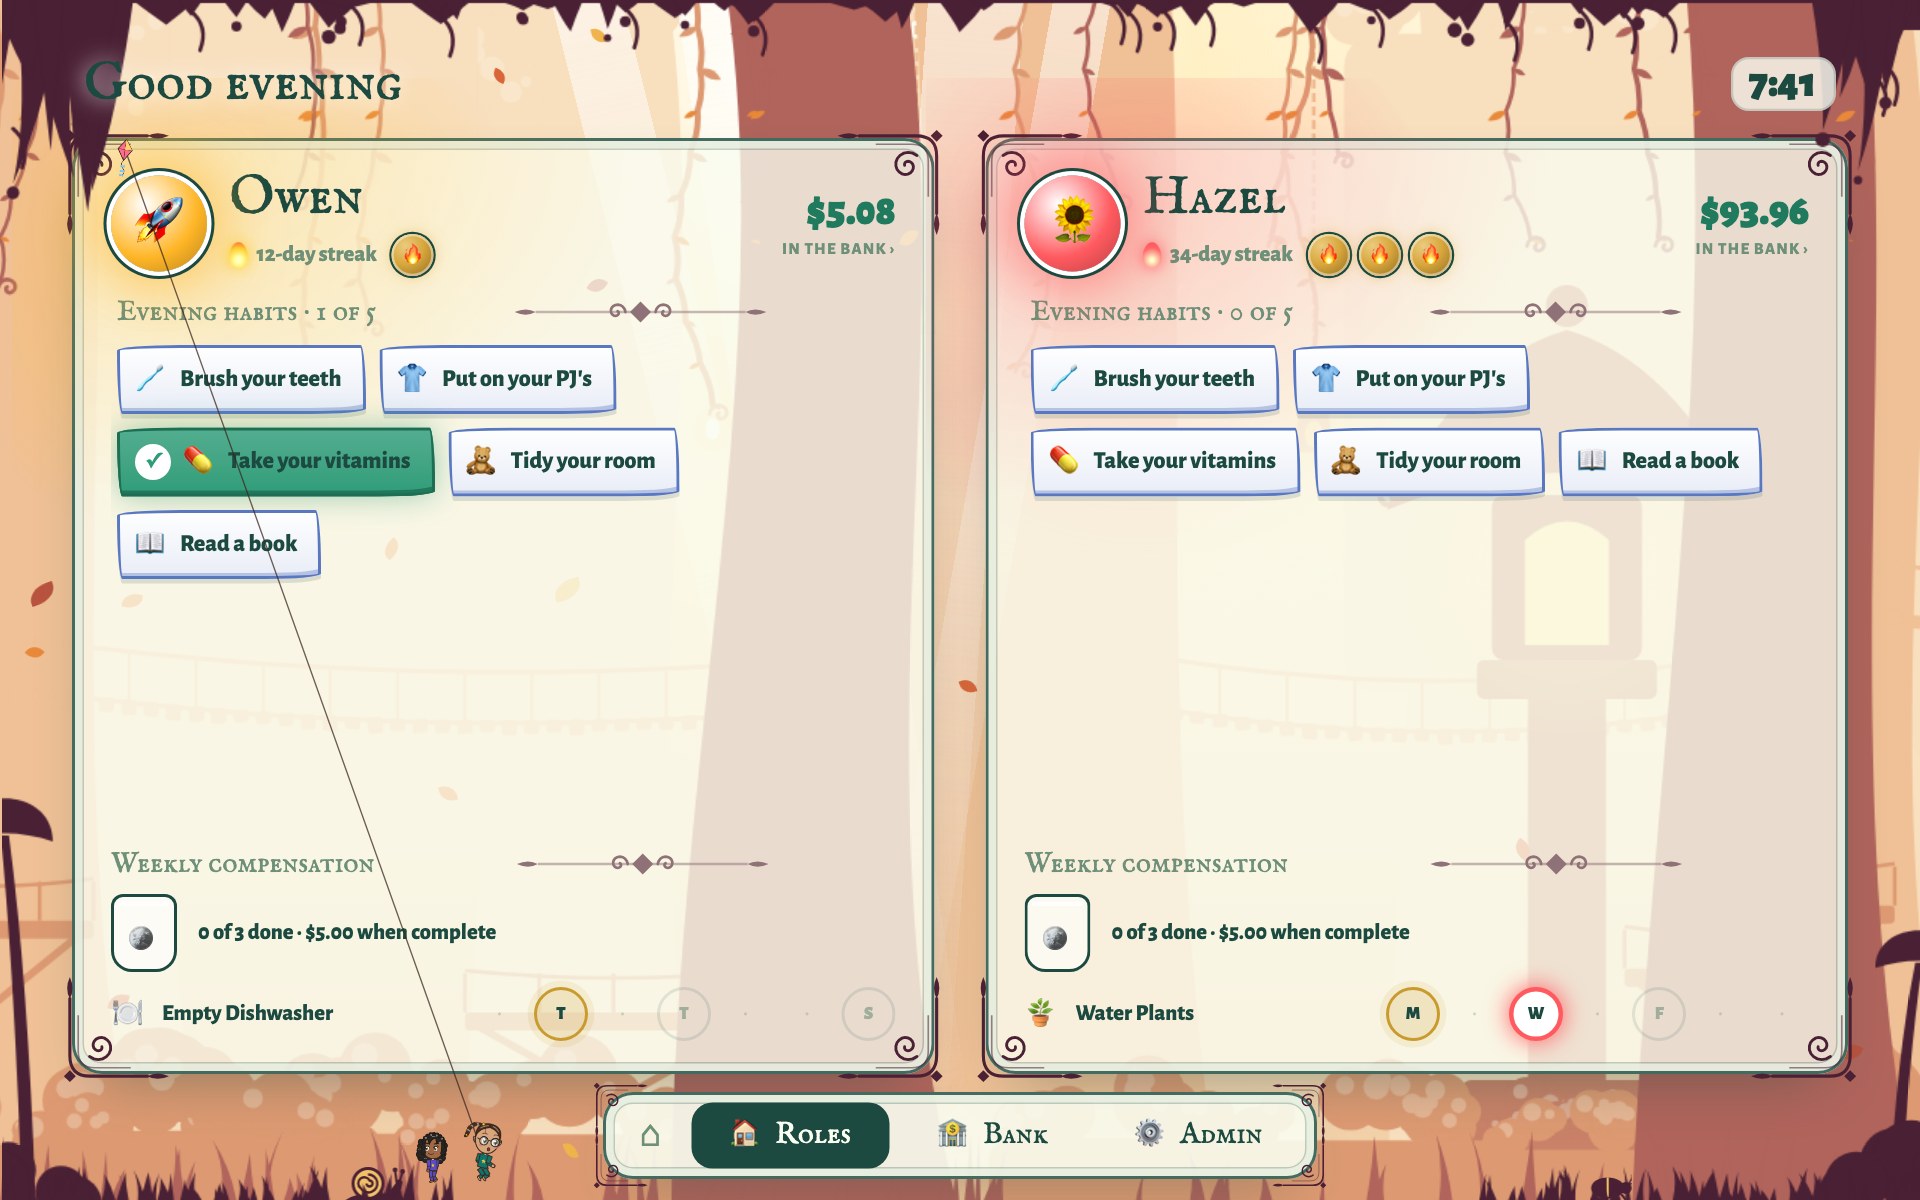 Good evening
7:41
Owen
12-day streak
$5.08
IN THE BANK ›
Evening habits · 1 of 5
Brush your teeth
Put on your PJ's
Take your vitamins
Tidy your room
Read a book
Weekly compensation
0 of 3 done · $5.00 when complete
Empty Dishwasher
T
T
S
Hazel
34-day streak
$93.96
IN THE BANK ›
Evening habits · 0 of 5
Brush your teeth
Put on your PJ's
Take your vitamins
Tidy your room
Read a book
Weekly compensation
0 of 3 done · $5.00 when complete
Water Plants
M
W
F
Roles
Bank
Admin